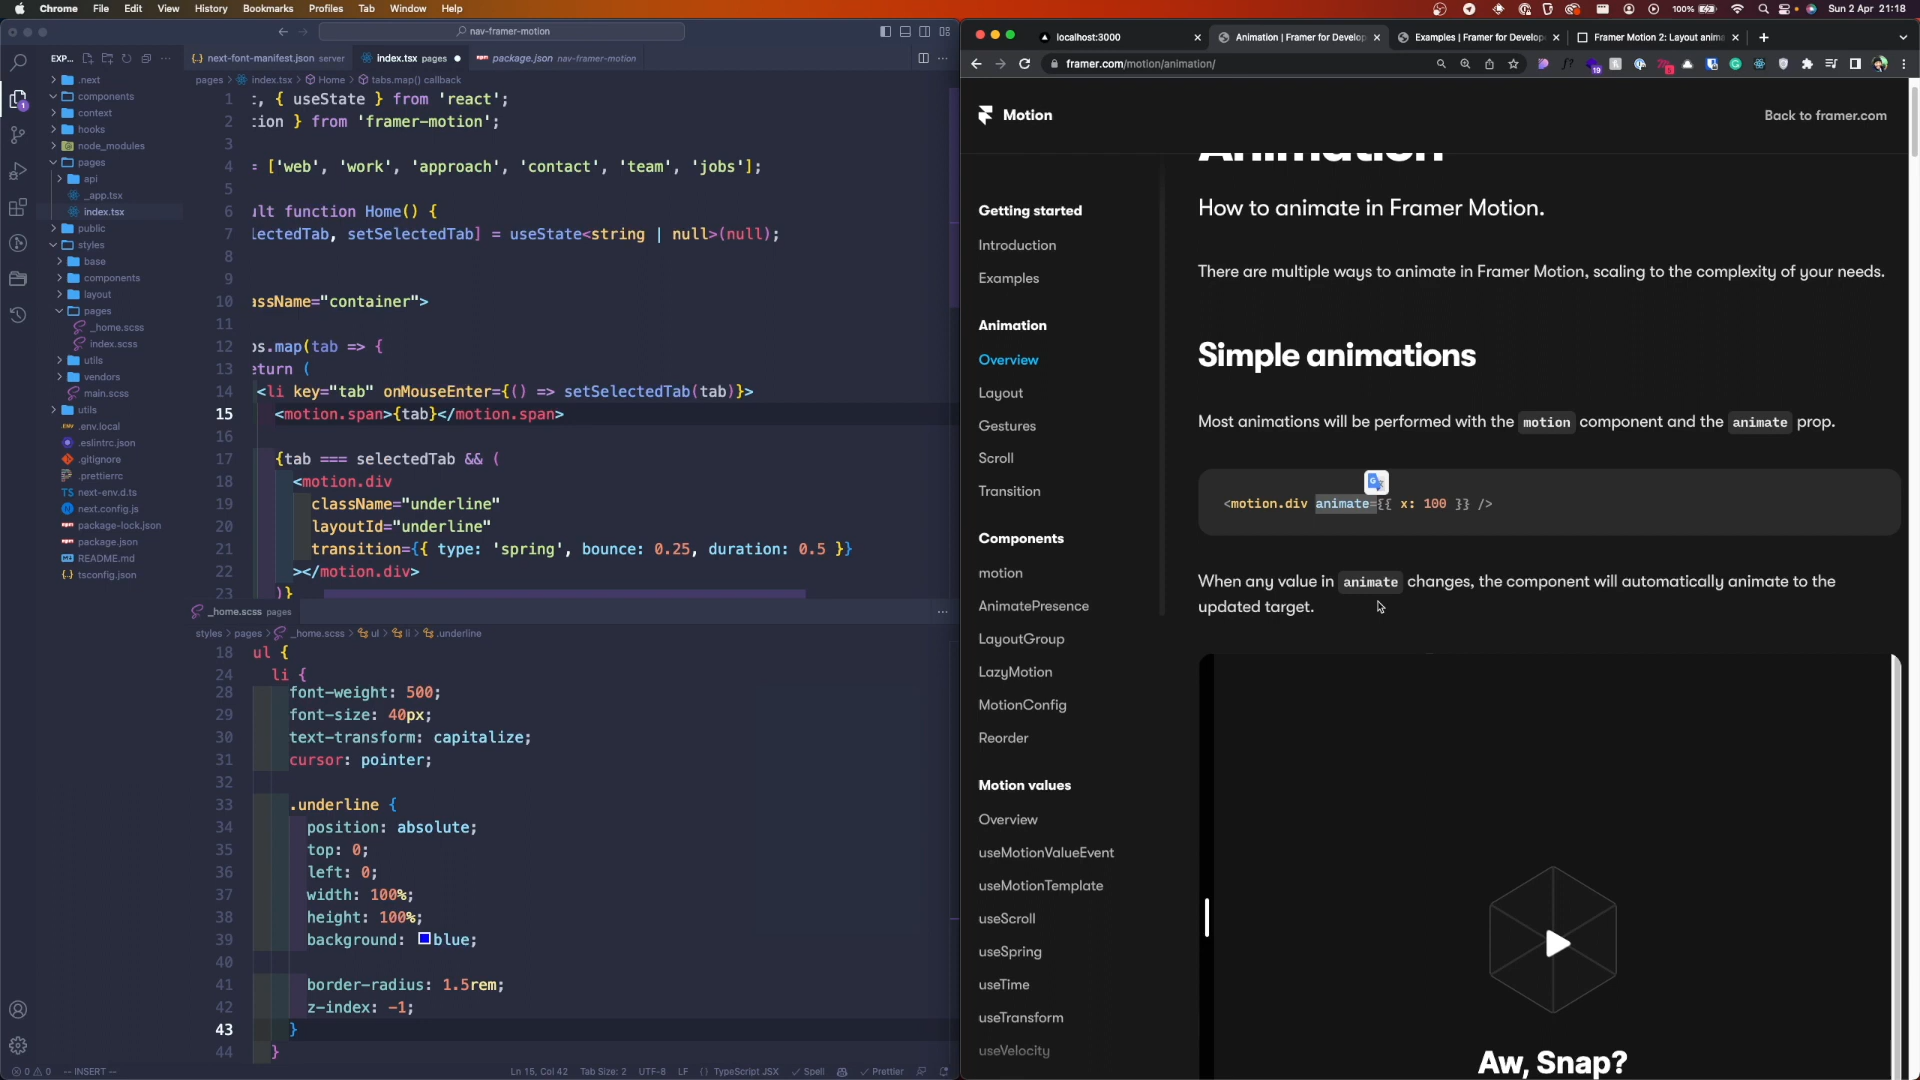 Chrome File Edit View History Bookmarks Profiles Tab Window Help
100% Sun 2 Apr 21:18
nav-framer-motion
EXP...
next-font-manifest.json server
index.tsx pages
package.json nav-framer-motion
pages > index.tsx > Home > tabs.map() callback
.next
components
context
hooks
node_modules
pages
api
_app.tsx
index.tsx
public
styles
base
components
layout
pages
_home.scss
index.scss
utils
vendors
main.scss
utils
.env.local
.eslintrc.json
.gitignore
.prettierrc
next-env.d.ts
next.config.js
package-lock.json
package.json
README.md
tsconfig.json
1 :, { useState } from 'react';
2 :ion } from 'framer-motion';
3
4 = ['web', 'work', 'approach', 'contact', 'team', 'jobs'];
5
6 ult function Home() {
7 lectedTab, setSelectedTab] = useState<string | null>(null);
8
9
10 assName="container">
11
12 os.map(tab => {
13 eturn (
14 <li key="tab" onMouseEnter={() => setSelectedTab(tab)}>
15 <motion.span>{tab}</motion.span>
16
17 {tab === selectedTab && (
18 <motion.div
19 className="underline"
20 layoutId="underline"
21 transition={{ type: 'spring', bounce: 0.25, duration: 0.5 }}
22 ></motion.div>
23 )}
_home.scss pages
styles > pages > _home.scss > ul > li > .underline
18 ul {
24 li {
28 font-weight: 500;
29 font-size: 40px;
30 text-transform: capitalize;
31 cursor: pointer;
32
33 .underline {
34 position: absolute;
35 top: 0;
36 left: 0;
37 width: 100%;
38 height: 100%;
39 background: blue;
40
41 border-radius: 1.5rem;
42 z-index: -1;
43 }
44 }
0 0 -- INSERT -- Ln 15, Col 42 Tab Size: 2 UTF-8 LF {} TypeScript JSX Spell Prettier
localhost:3000
Animation | Framer for Develop
Examples | Framer for Develop
Framer Motion 2: Layout anim
framer.com/motion/animation/
Motion
Back to framer.com
Getting started
Introduction
Examples
Animation
Overview
Layout
Gestures
Scroll
Transition
Components
motion
AnimatePresence
LayoutGroup
LazyMotion
MotionConfig
Reorder
Motion values
Overview
useMotionValueEvent
useMotionTemplate
useScroll
useSpring
useTime
useTransform
useVelocity
Animation
How to animate in Framer Motion.
There are multiple ways to animate in Framer Motion, scaling to the complexity of your needs.
Simple animations
Most animations will be performed with the motion component and the animate prop.
<motion.div animate={{ x: 100 }} />
When any value in animate changes, the component will automatically animate to the
updated target.
Aw, Snap?